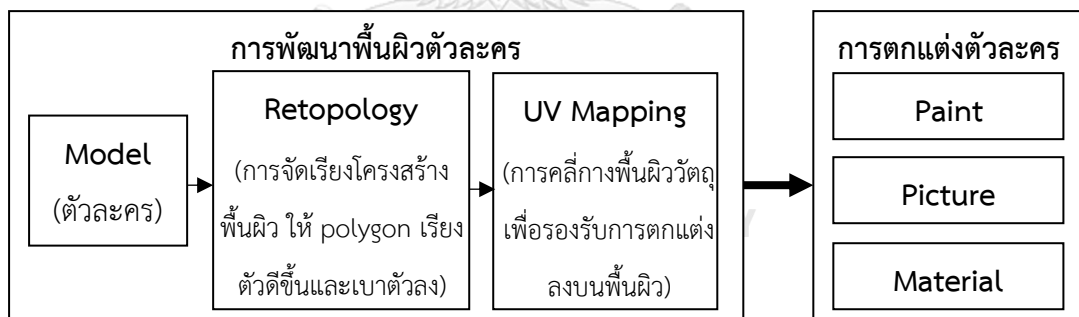 การพัฒนาพื้นผิวตัวละคร
Model
(ตัวละคร)
Retopology
(การจัดเรียงโครงสร้าง
พื้นผิว ให้ polygon เรียง
ตัวดีขึ้นและเบาตัวลง)
UV Mapping
(การคลี่กางพื้นผิววัตถุ
เพื่อรองรับการตกแต่ง
ลงบนพื้นผิว)
การตกแต่งตัวละคร
Paint
Picture
Material